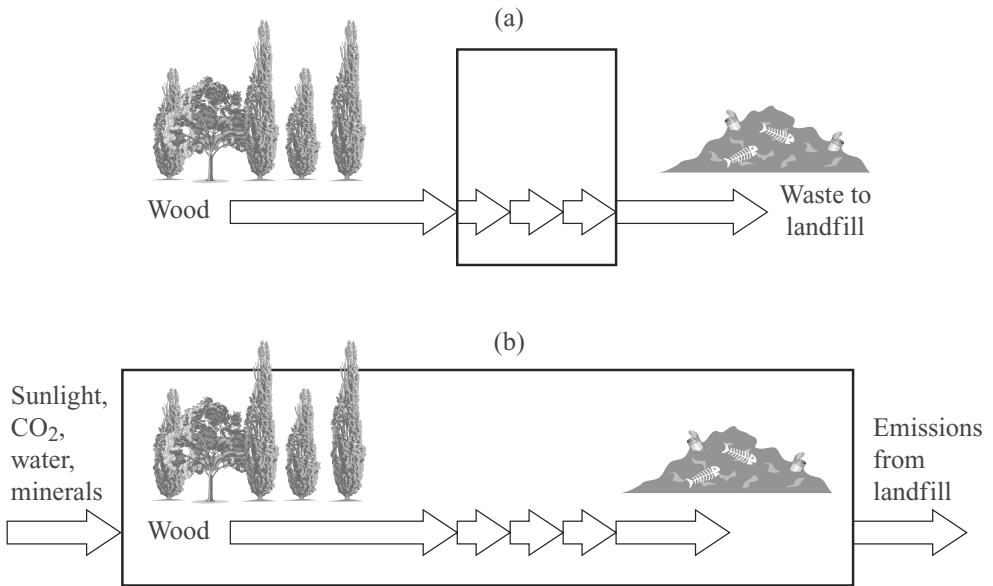 (a)
Wood
Waste to
landfill
(b)
Sunlight,
CO₂,
water,
minerals
Wood
Emissions
from
landfill